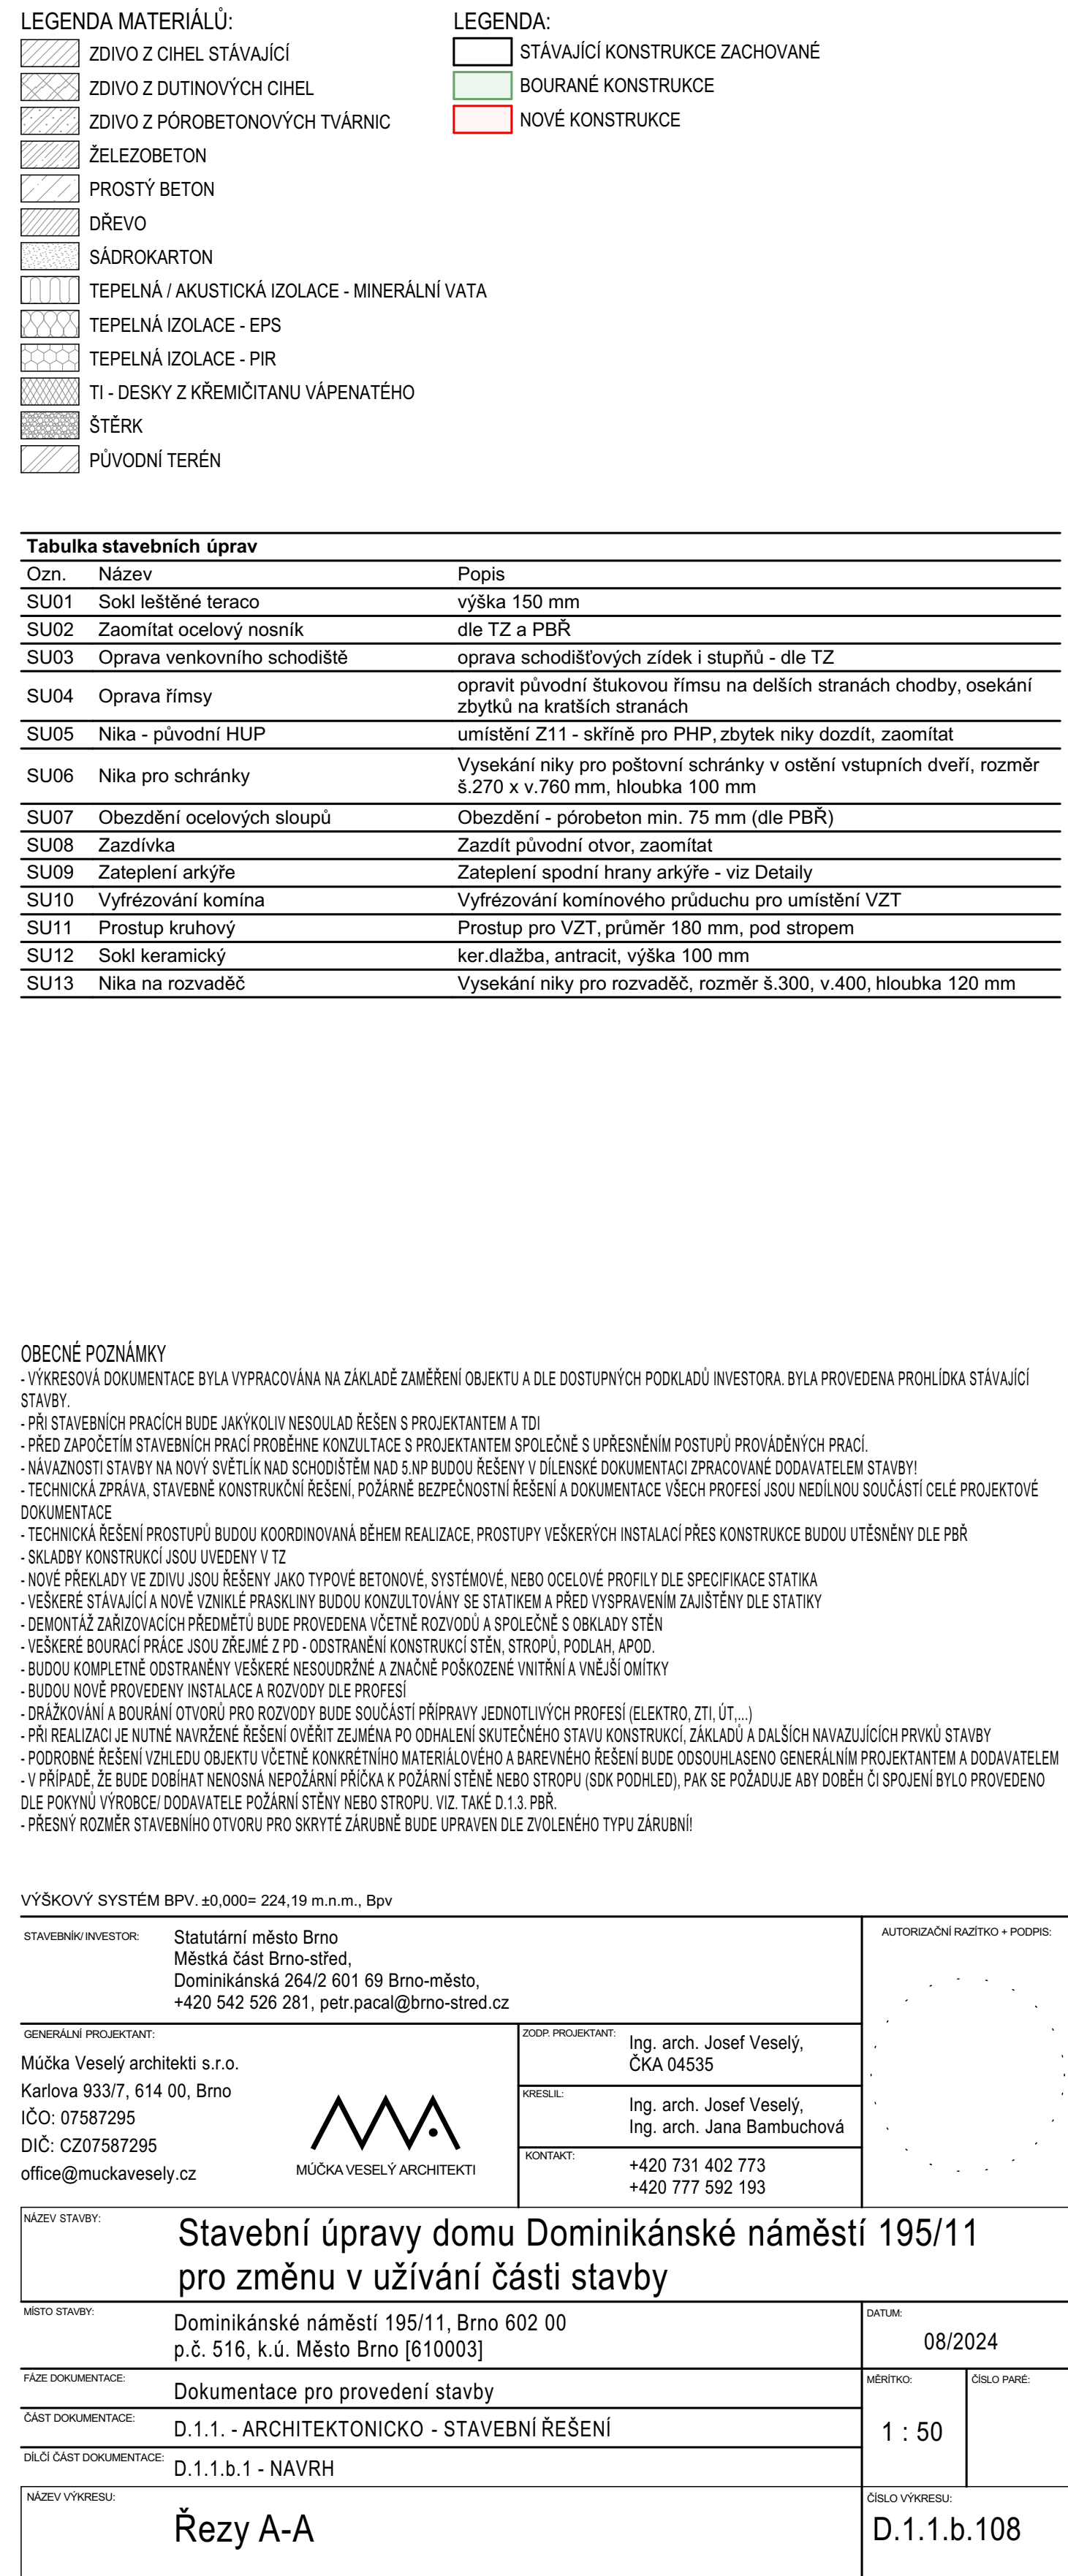 LEGENDA MATERIÁLŮ:
ZDIVO Z CIHEL STÁVAJÍCÍ
ZDIVO Z DUTINOVÝCH CIHEL
ZDIVO Z PÓROBETONOVÝCH TVÁRNIC
ŽELEZOBETON
PROSTÝ BETON
DŘEVO
SÁDROKARTON
TEPELNÁ / AKUSTICKÁ IZOLACE - MINERÁLNÍ VATA
TEPELNÁ IZOLACE - EPS
TEPELNÁ IZOLACE - PIR
TI - DESKY Z KŘEMIČITANU VÁPENATÉHO
ŠTĚRK
PŮVODNÍ TERÉN
LEGENDA:
STÁVAJÍCÍ KONSTRUKCE ZACHOVANÉ
BOURANÉ KONSTRUKCE
NOVÉ KONSTRUKCE
Tabulka stavebních úprav
Ozn. Název Popis
SU01 Sokl leštěné teraco výška 150 mm
SU02 Zaomítat ocelový nosník dle TZ a PBŘ
SU03 Oprava venkovního schodiště oprava schodišťových zídek i stupňů - dle TZ
SU04 Oprava římsy opravit původní štukovou římsu na delších stranách chodby, osekání
zbytků na kratších stranách
SU05 Nika - původní HUP umístění Z11 - skříně pro PHP, zbytek niky dozdít, zaomítat
SU06 Nika pro schránky Vysekání niky pro poštovní schránky v ostění vstupních dveří, rozměr
š.270 x v.760 mm, hloubka 100 mm
SU07 Obezdění ocelových sloupů Obezdění - pórobeton min. 75 mm (dle PBŘ)
SU08 Zazdívka Zazdít původní otvor, zaomítat
SU09 Zateplení arkýře Zateplení spodní hrany arkýře - viz Detaily
SU10 Vyfrézování komína Vyfrézování komínového průduchu pro umístění VZT
SU11 Prostup kruhový Prostup pro VZT, průměr 180 mm, pod stropem
SU12 Sokl keramický ker.dlažba, antracit, výška 100 mm
SU13 Nika na rozvaděč Vysekání niky pro rozvaděč, rozměr š.300, v.400, hloubka 120 mm
OBECNÉ POZNÁMKY
- VÝKRESOVÁ DOKUMENTACE BYLA VYPRACOVÁNA NA ZÁKLADĚ ZAMĚŘENÍ OBJEKTU A DLE DOSTUPNÝCH PODKLADŮ INVESTORA. BYLA PROVEDENA PROHLÍDKA STÁVAJÍCÍ
STAVBY.
- PŘI STAVEBNÍCH PRACÍCH BUDE JAKÝKOLIV NESOULAD ŘEŠEN S PROJEKTANTEM A TDI
- PŘED ZAPOČETÍM STAVEBNÍCH PRACÍ PROBĚHNE KONZULTACE S PROJEKTANTEM SPOLEČNĚ S UPŘESNĚNÍM POSTUPŮ PROVÁDĚNÝCH PRACÍ.
- NÁVAZNOSTI STAVBY NA NOVÝ SVĚTLÍK NAD SCHODIŠTĚM NAD 5.NP BUDOU ŘEŠENY V DÍLENSKÉ DOKUMENTACI ZPRACOVANÉ DODAVATELEM STAVBY!
- TECHNICKÁ ZPRÁVA, STAVEBNĚ KONSTRUKČNÍ ŘEŠENÍ, POŽÁRNĚ BEZPEČNOSTNÍ ŘEŠENÍ A DOKUMENTACE VŠECH PROFESÍ JSOU NEDÍLNOU SOUČÁSTÍ CELÉ PROJEKTOVÉ
DOKUMENTACE
- TECHNICKÁ ŘEŠENÍ PROSTUPŮ BUDOU KOORDINOVANÁ BĚHEM REALIZACE, PROSTUPY VEŠKERÝCH INSTALACÍ PŘES KONSTRUKCE BUDOU UTĚSNĚNY DLE PBŘ
- SKLADBY KONSTRUKCÍ JSOU UVEDENY V TZ
- NOVÉ PŘEKLADY VE ZDIVU JSOU ŘEŠENY JAKO TYPOVÉ BETONOVÉ, SYSTÉMOVÉ, NEBO OCELOVÉ PROFILY DLE SPECIFIKACE STATIKA
- VEŠKERÉ STÁVAJÍCÍ A NOVĚ VZNIKLÉ PRASKLINY BUDOU KONZULTOVÁNY SE STATIKEM A PŘED VYSPRAVENÍM ZAJIŠTĚNY DLE STATIKY
- DEMONTÁŽ ZAŘIZOVACÍCH PŘEDMĚTŮ BUDE PROVEDENA VČETNĚ ROZVODŮ A SPOLEČNĚ S OBKLADY STĚN
- VEŠKERÉ BOURACÍ PRÁCE JSOU ZŘEJMÉ Z PD - ODSTRANĚNÍ KONSTRUKCÍ STĚN, STROPŮ, PODLAH, APOD.
- BUDOU KOMPLETNĚ ODSTRANĚNY VEŠKERÉ NESOUDRŽNÉ A ZNAČNĚ POŠKOZENÉ VNITŘNÍ A VNĚJŠÍ OMÍTKY
- BUDOU NOVĚ PROVEDENY INSTALACE A ROZVODY DLE PROFESÍ
- DRÁŽKOVÁNÍ A BOURÁNÍ OTVORŮ PRO ROZVODY BUDE SOUČÁSTÍ PŘÍPRAVY JEDNOTLIVÝCH PROFESÍ (ELEKTRO, ZTI, ÚT,...)
- PŘI REALIZACI JE NUTNÉ NAVRŽENÉ ŘEŠENÍ OVĚŘIT ZEJMÉNA PO ODHALENÍ SKUTEČNÉHO STAVU KONSTRUKCÍ, ZÁKLADŮ A DALŠÍCH NAVAZUJÍCÍCH PRVKŮ STAVBY
- PODROBNÉ ŘEŠENÍ VZHLEDU OBJEKTU VČETNĚ KONKRÉTNÍHO MATERIÁLOVÉHO A BAREVNÉHO ŘEŠENÍ BUDE ODSOUHLASENO GENERÁLNÍM PROJEKTANTEM A DODAVATELEM
- V PŘÍPADĚ, ŽE BUDE DOBÍHAT NENOSNÁ NEPOŽÁRNÍ PŘÍČKA K POŽÁRNÍ STĚNĚ NEBO STROPU (SDK PODHLED), PAK SE POŽADUJE ABY DOBĚH ČI SPOJENÍ BYLO PROVEDENO
DLE POKYNŮ VÝROBCE/ DODAVATELE POŽÁRNÍ STĚNY NEBO STROPU. VIZ. TAKÉ D.1.3. PBŘ.
- PŘESNÝ ROZMĚR STAVEBNÍHO OTVORU PRO SKRYTÉ ZÁRUBNĚ BUDE UPRAVEN DLE ZVOLENÉHO TYPU ZÁRUBNÍ!
VÝŠKOVÝ SYSTÉM BPV. ±0,000= 224,19 m.n.m., Bpv
STAVEBNÍK/ INVESTOR:
Statutární město Brno
Městká část Brno-střed,
Dominikánská 264/2 601 69 Brno-město,
+420 542 526 281, petr.pacal@brno-stred.cz
AUTORIZAČNÍ RAZÍTKO + PODPIS:
GENERÁLNÍ PROJEKTANT:
Múčka Veselý architekti s.r.o.
Karlova 933/7, 614 00, Brno
IČO: 07587295
DIČ: CZ07587295
office@muckavesely.cz
MÚČKA VESELÝ ARCHITEKTI
ZODP. PROJEKTANT:
Ing. arch. Josef Veselý,
ČKA 04535
KRESLIL:
Ing. arch. Josef Veselý,
Ing. arch. Jana Bambuchová
KONTAKT:
+420 731 402 773
+420 777 592 193
NÁZEV STAVBY:
Stavební úpravy domu Dominikánské náměstí 195/11
pro změnu v užívání části stavby
MÍSTO STAVBY:
Dominikánské náměstí 195/11, Brno 602 00
p.č. 516, k.ú. Město Brno [610003]
DATUM:
08/2024
FÁZE DOKUMENTACE:
Dokumentace pro provedení stavby
MĚŘÍTKO:
1 : 50
ČÍSLO PARÉ:
ČÁST DOKUMENTACE:
D.1.1. - ARCHITEKTONICKO - STAVEBNÍ ŘEŠENÍ
DÍLČÍ ČÁST DOKUMENTACE:
D.1.1.b.1 - NAVRH
NÁZEV VÝKRESU:
Řezy A-A
ČÍSLO VÝKRESU:
D.1.1.b.108